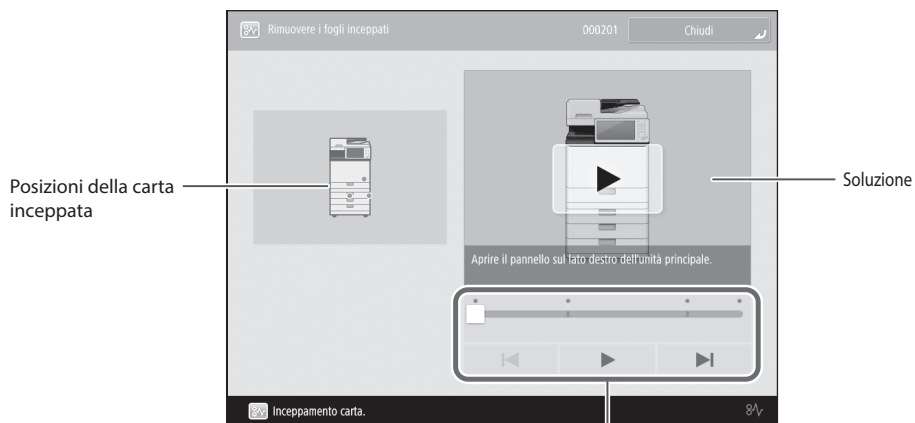 Rimuovere i fogli inceppati
000201
Chiudi
Posizioni della carta
inceppata
Soluzione
Aprire il pannello sul lato destro dell'unità principale.
Inceppamento carta.